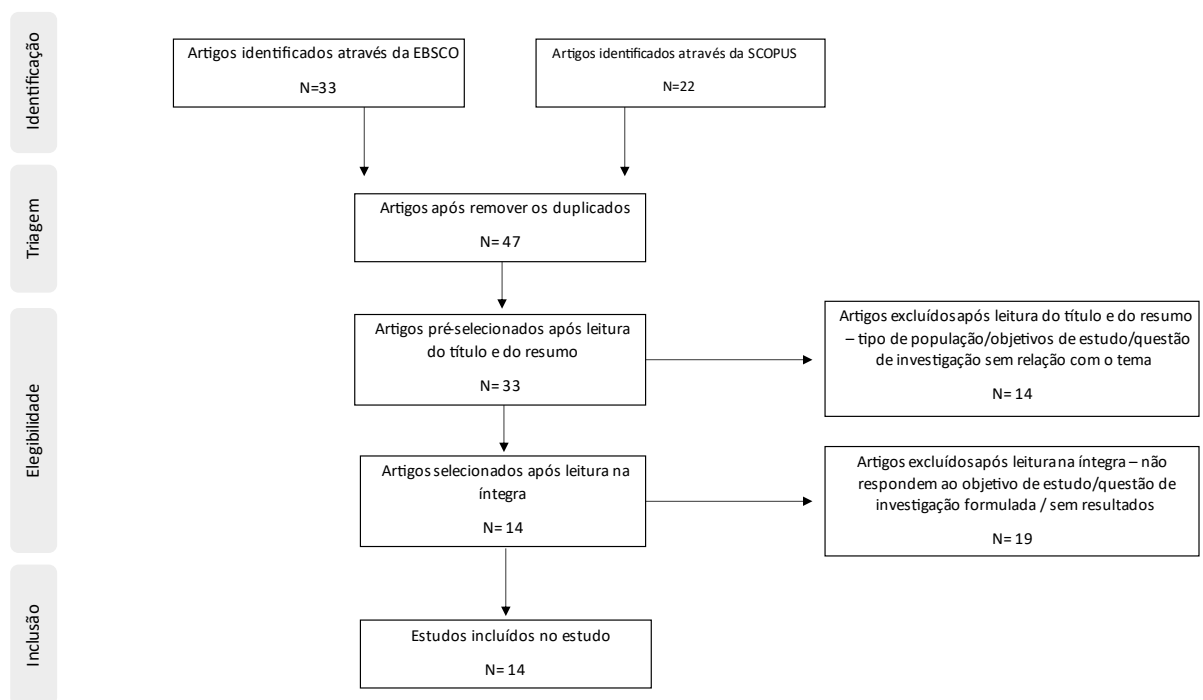 Identificação
Artigos identificados através da EBSCO
N=33
Artigos identificados através da SCOPUS
N=22
Triagem
Artigos após remover os duplicados
N= 47
Elegibilidade
Artigos pré-selecionados após leitura
do título e do resumo
N= 33
Artigos excluídos após leitura do título e do resumo
– tipo de população/objetivos de estudo/questão
de investigação sem relação com o tema
N= 14
Artigos selecionados após leitura na
íntegra
N= 14
Artigos excluídos após leitura na íntegra – não
respondem ao objetivo de estudo/questão de
investigação formulada / sem resultados
N= 19
Inclusão
Estudos incluídos no estudo
N= 14